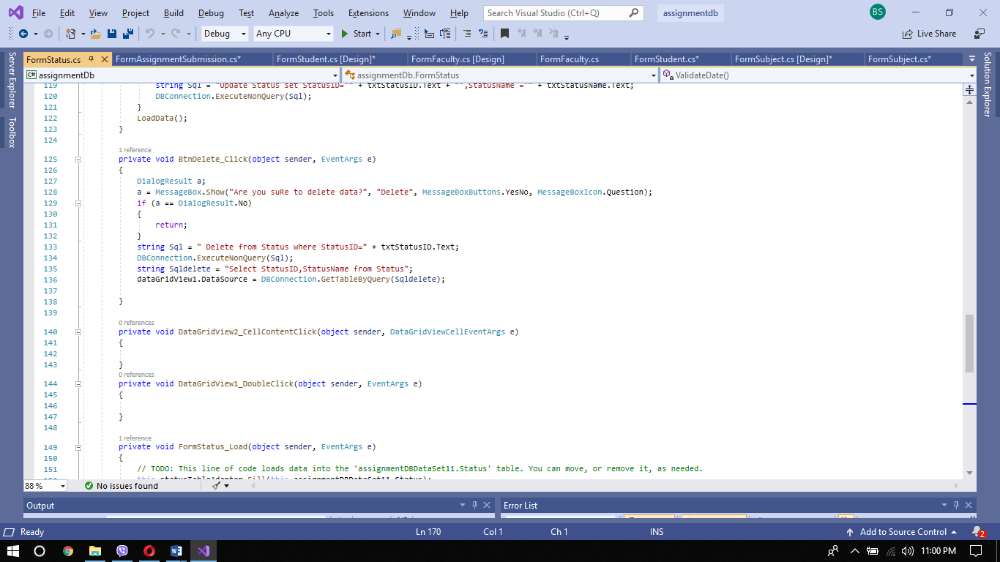 File Edit View Project Build Debug Test Analyze Tools Extensions Window Help Search Visual Studio (Ctrl+Q) assignmentdb BS
Debug Any CPU Start Live Share
FormStatus.cs FormAssignmentSubmission.cs* FormStudent.cs [Design]* FormFaculty.cs [Design] FormFaculty.cs FormStudent.cs* FormSubject.cs [Design]* FormSubject.cs*
Server Explorer
Toolbox
Solution Explorer
C# assignmentDb assignmentDb.FormStatus ValidateDate()
119 string Sql = "Update Status set StatusID='" + txtStatusID.Text + "',StatusName ='" + txtStatusName.Text;
120 DBConnection.ExecuteNonQuery(Sql);
121 }
122 LoadData();
123 }
124
1 reference
125 private void BtnDelete_Click(object sender, EventArgs e)
126 {
127 DialogResult a;
128 a = MessageBox.Show("Are you suRe to delete data?", "Delete", MessageBoxButtons.YesNo, MessageBoxIcon.Question);
129 if (a == DialogResult.No)
130 {
131 return;
132 }
133 string Sql = " Delete from Status where StatusID=" + txtStatusID.Text;
134 DBConnection.ExecuteNonQuery(Sql);
135 string Sqldelete = "Select StatusID,StatusName from Status";
136 dataGridView1.DataSource = DBConnection.GetTableByQuery(Sqldelete);
137
138 }
139
0 references
140 private void DataGridView2_CellContentClick(object sender, DataGridViewCellEventArgs e)
141 {
142
143 }
0 references
144 private void DataGridView1_DoubleClick(object sender, EventArgs e)
145 {
146
147 }
148
1 reference
149 private void FormStatus_Load(object sender, EventArgs e)
150 {
151 // TODO: This line of code loads data into the 'assignmentDBDataSet11.Status' table. You can move, or remove it, as needed.
152 this.statusTableAdapter.Fill(this.assignmentDBDataSet11.Status);
88 % No issues found
Output Error List
Ready Ln 170 Col 1 Ch 1 INS Add to Source Control 2
11:00 PM